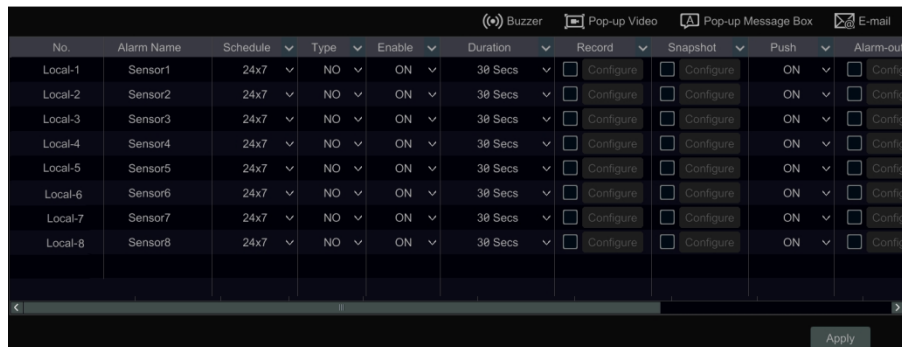 Buzzer Pop-up Video Pop-up Message Box E-mail
No. Alarm Name Schedule Type Enable Duration Record Snapshot Push Alarm-out
Local-1 Sensor1 24x7 NO ON 30 Secs Configure Configure ON
Local-2 Sensor2 24x7 NO ON 30 Secs Configure Configure ON
Local-3 Sensor3 24x7 NO ON 30 Secs Configure Configure ON
Local-4 Sensor4 24x7 NO ON 30 Secs Configure Configure ON
Local-5 Sensor5 24x7 NO ON 30 Secs Configure Configure ON
Local-6 Sensor6 24x7 NO ON 30 Secs Configure Configure ON
Local-7 Sensor7 24x7 NO ON 30 Secs Configure Configure ON
Local-8 Sensor8 24x7 NO ON 30 Secs Configure Configure ON
Apply